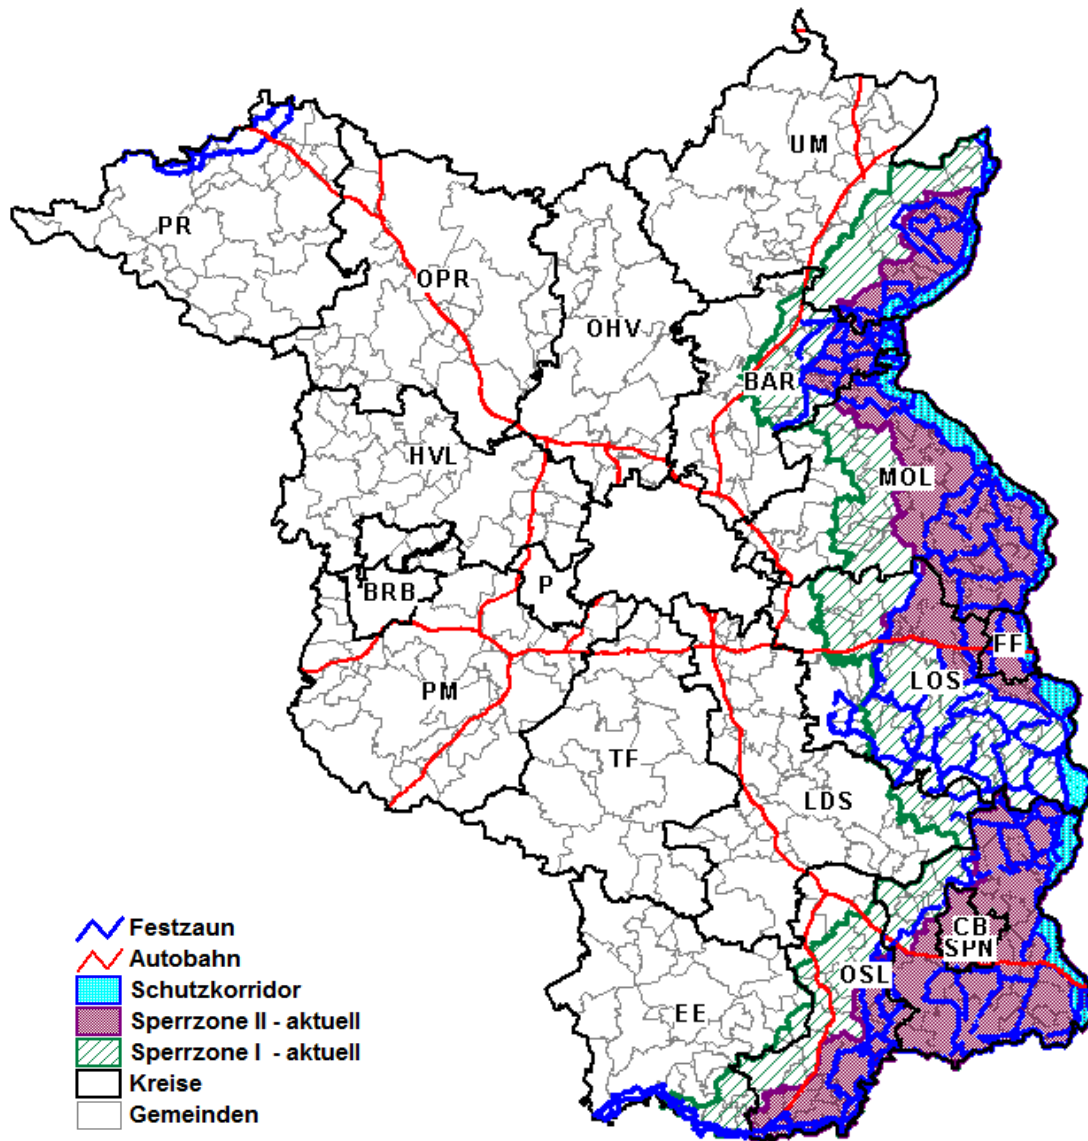 UM
PR
OPR
OHV
BAR
HVL
MOL
BRB
P
FF
LOS
PM
TF
LDS
CB
SPN
OSL
EE
Festzaun
Autobahn
Schutzkorridor
Sperrzone II - aktuell
Sperrzone I - aktuell
Kreise
Gemeinden